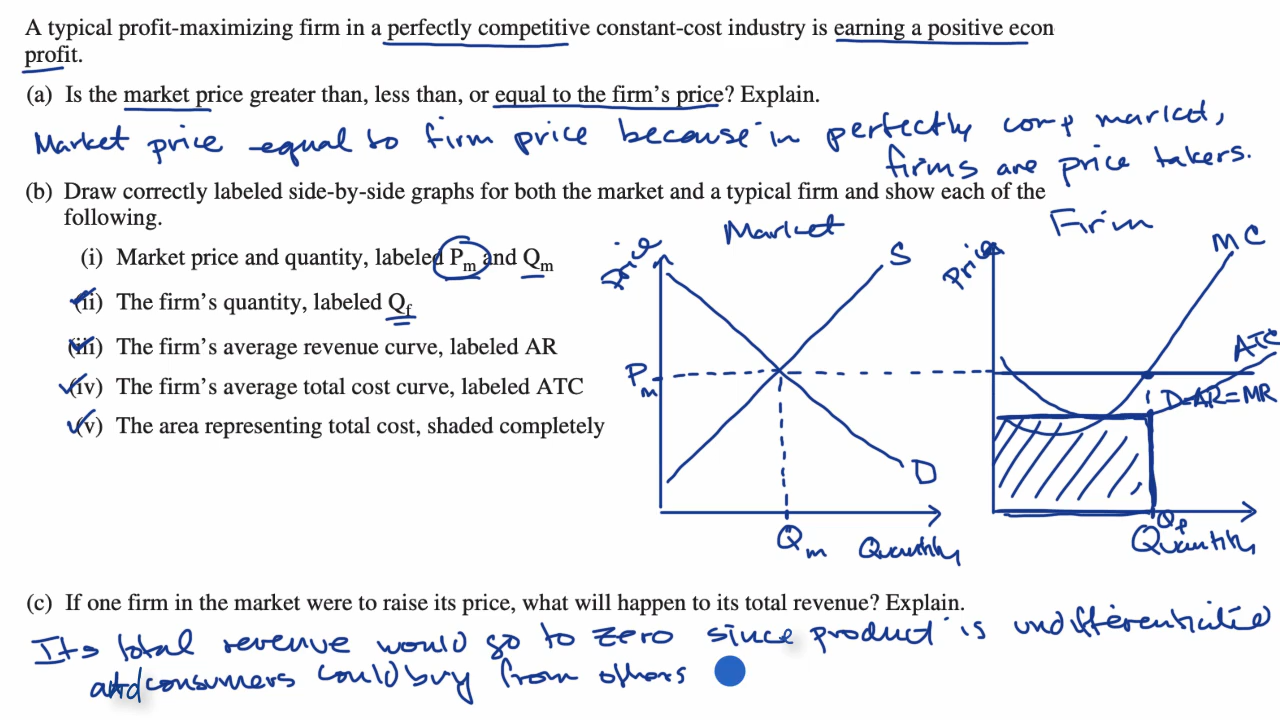 A typical profit-maximizing firm in a perfectly competitive constant-cost industry is earning a positive econ
profit.
(a) Is the market price greater than, less than, or equal to the firm's price? Explain.
Market price equal to firm price because in perfectly comp market,
firms are price takers.
(b) Draw correctly labeled side-by-side graphs for both the market and a typical firm and show each of the
following.
(i) Market price and quantity, labeled Pm and Qm
(ii) The firm's quantity, labeled Qf
(iii) The firm's average revenue curve, labeled AR
(iv) The firm's average total cost curve, labeled ATC
(v) The area representing total cost, shaded completely
Market
Price
S
Pm
D
Qm
Quantity
Firm
Price
MC
ATC
D=AR=MR
Qf
Quantity
(c) If one firm in the market were to raise its price, what will happen to its total revenue? Explain.
Its total revenue would go to zero since product is undifferentiated
and consumers could buy from others